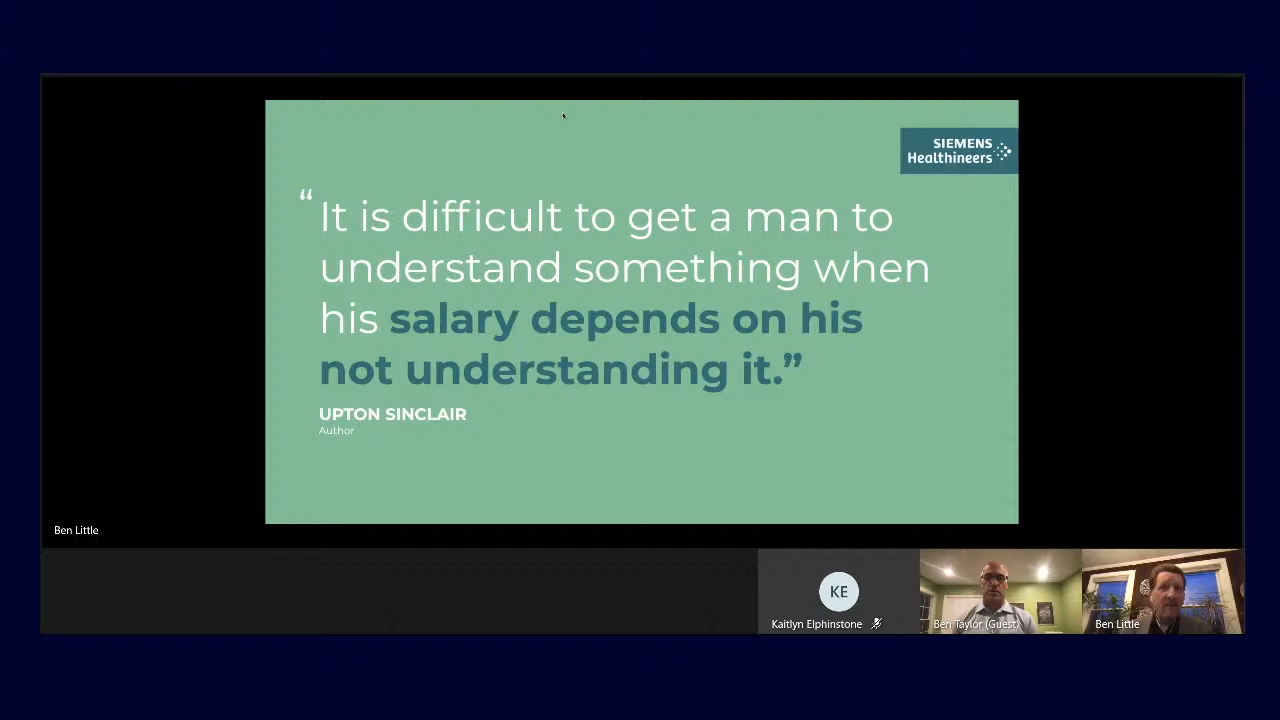 SIEMENS
Healthineers
“It is difficult to get a man to
understand something when
his salary depends on his
not understanding it.”
UPTON SINCLAIR
Author
Ben Little
KE
Kaitlyn Elphinstone
Ben Taylor (Guest)
Ben Little